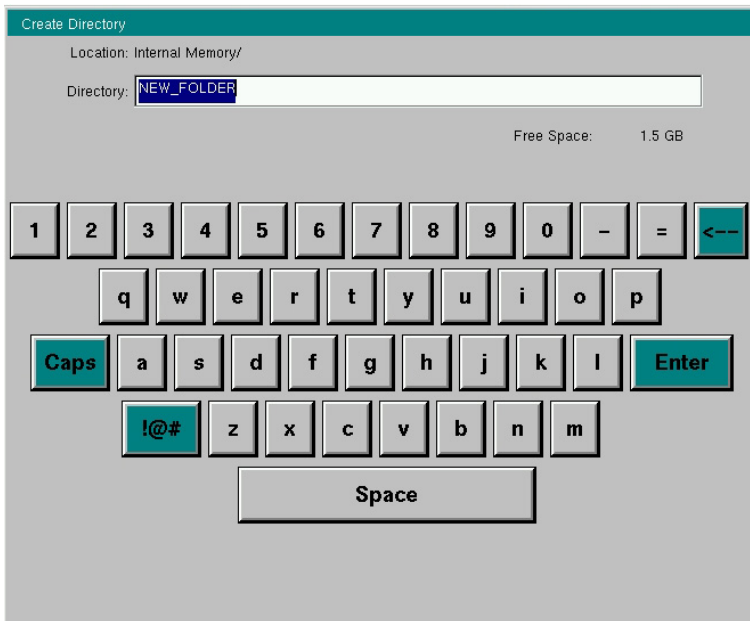 Create Directory
Location: Internal Memory/
Directory: NEW_FOLDER
Free Space: 1.5 GB
1 2 3 4 5 6 7 8 9 0 - = <--
q w e r t y u i o p
Caps a s d f g h j k l Enter
!@# z x c v b n m
Space